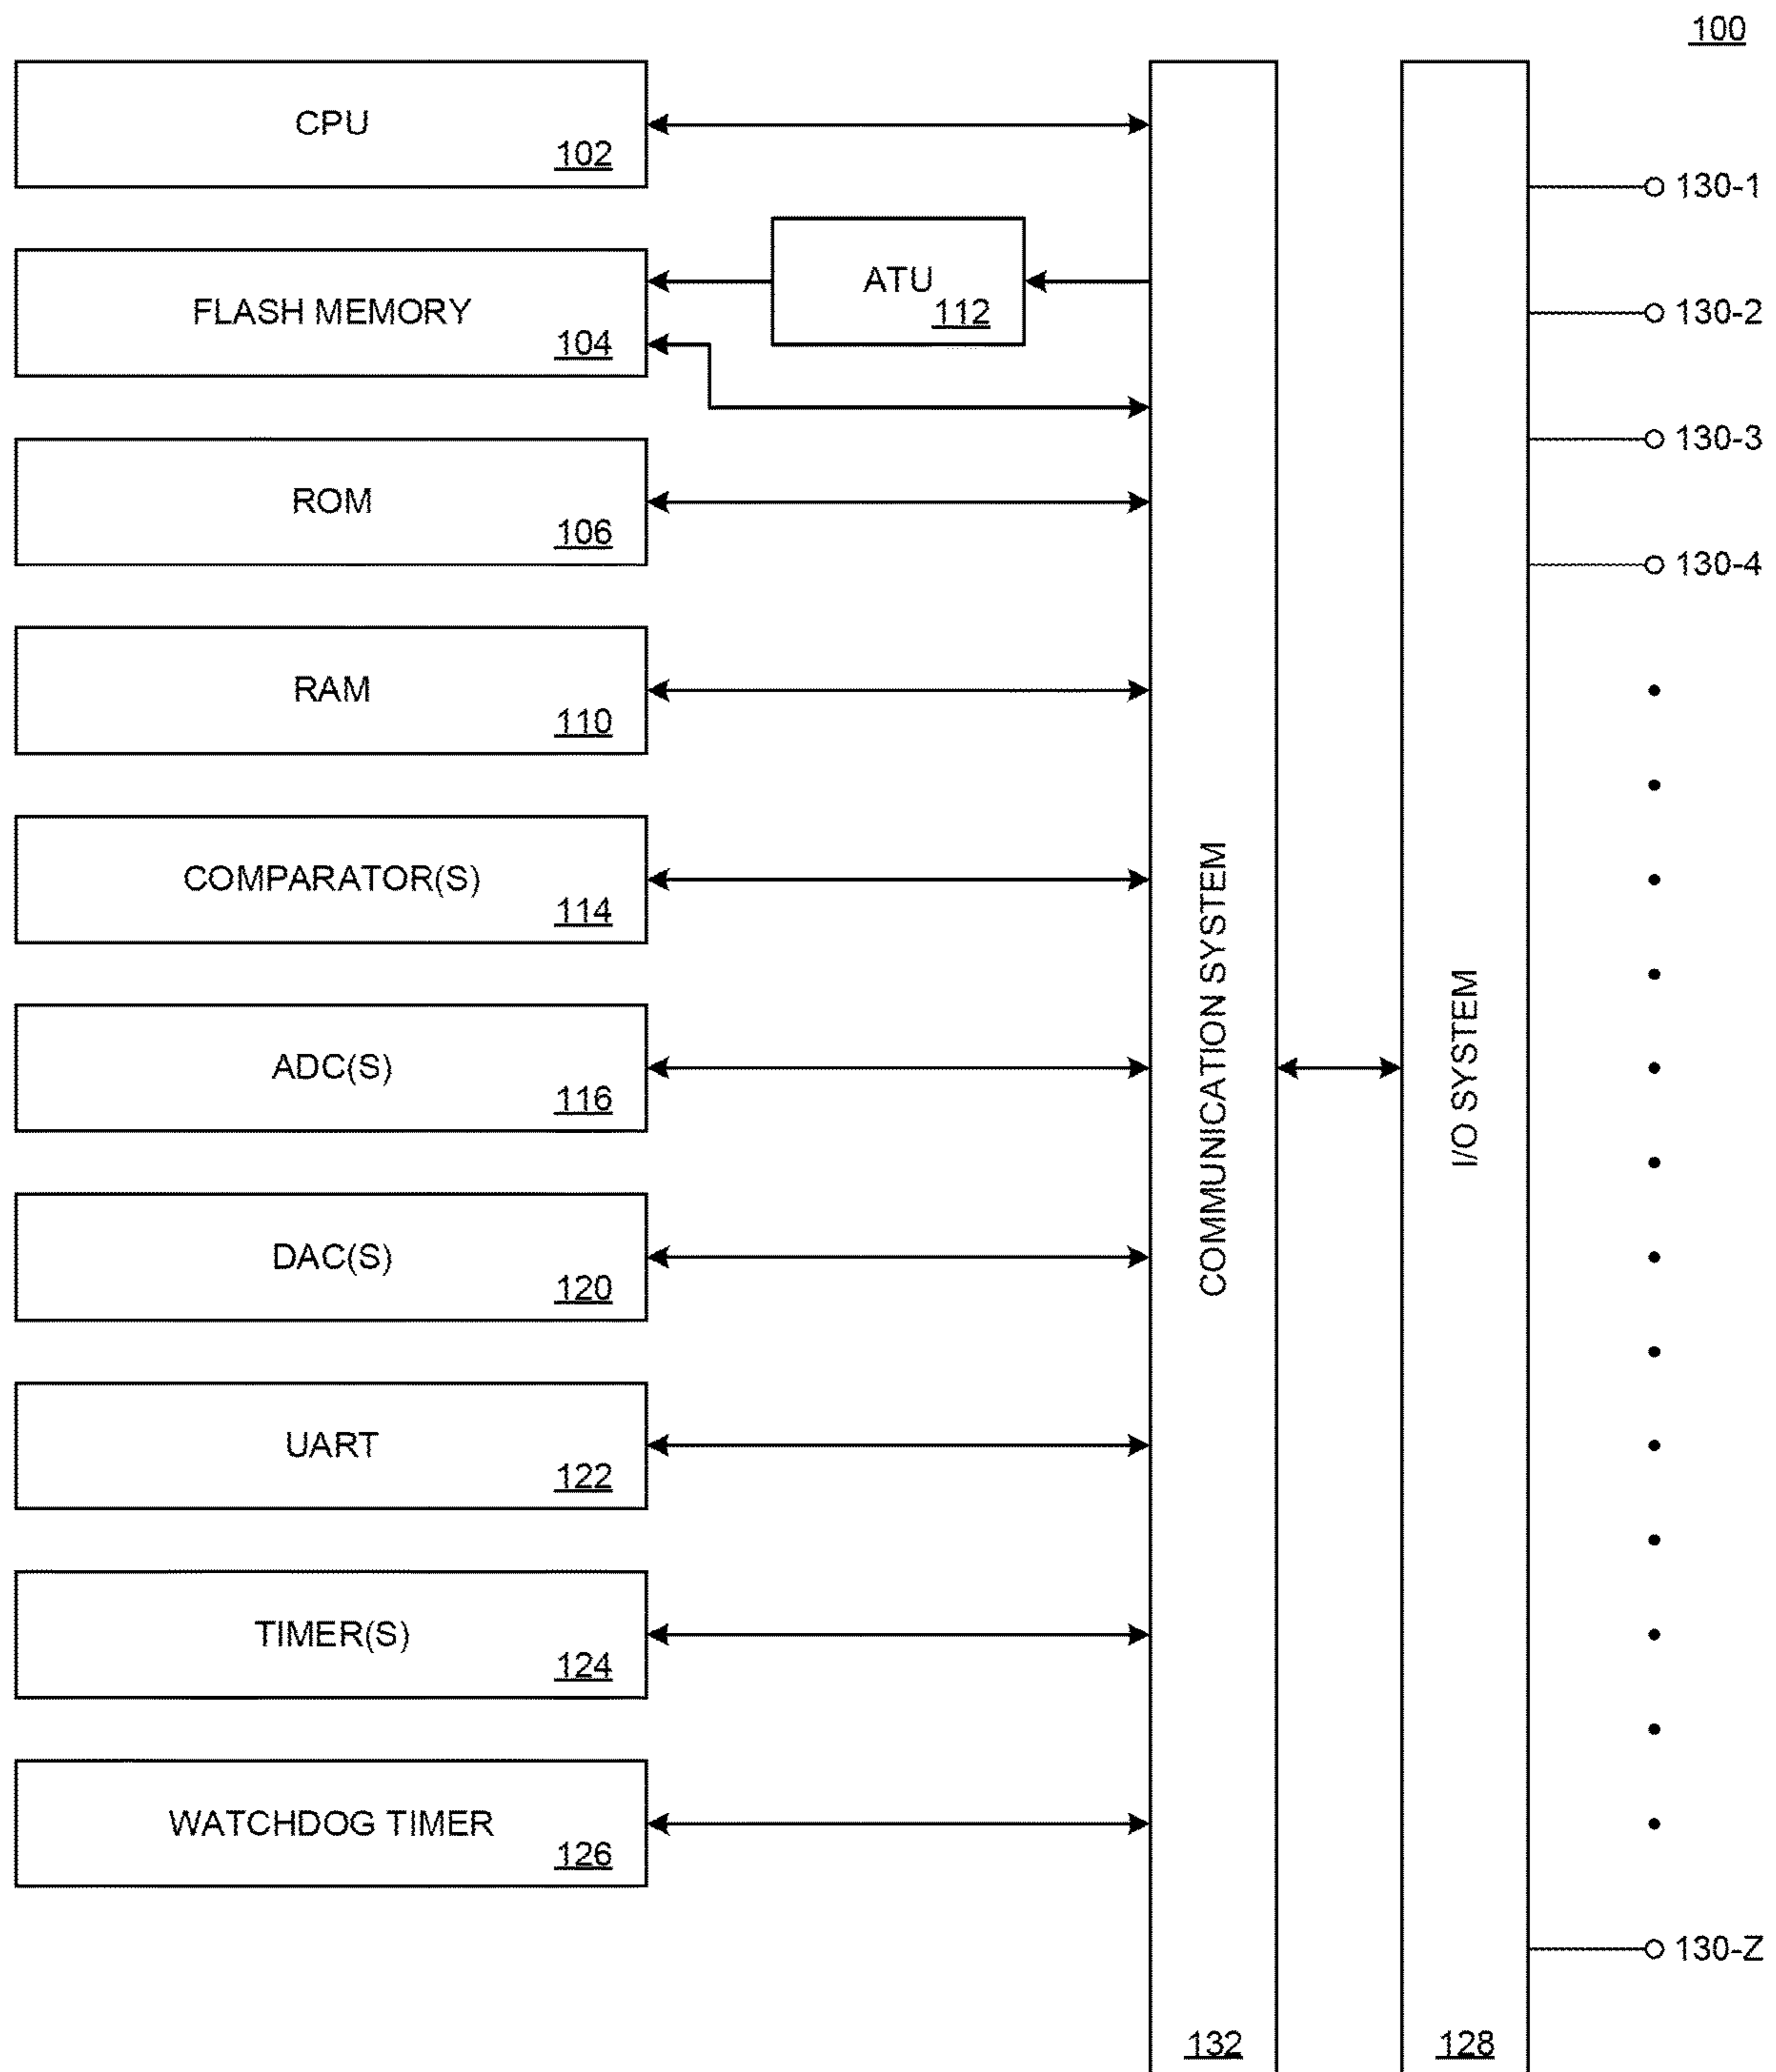 100
CPU
102
130-1
ATU
112
FLASH MEMORY
104
130-2
130-3
ROM
106
130-4
RAM
110
COMPARATOR(S)
114
COMMUNICATION SYSTEM
I/O SYSTEM
ADC(S)
116
DAC(S)
120
UART
122
TIMER(S)
124
WATCHDOG TIMER
126
130-Z
132
128